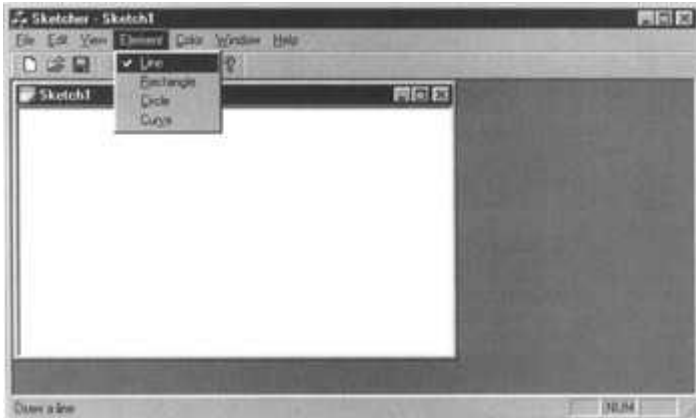 Sketcher - Sketch1
File Edit View Element Color Window Help
Sketch1
Line
Rectangle
Circle
Curve
Draw a line
NUM